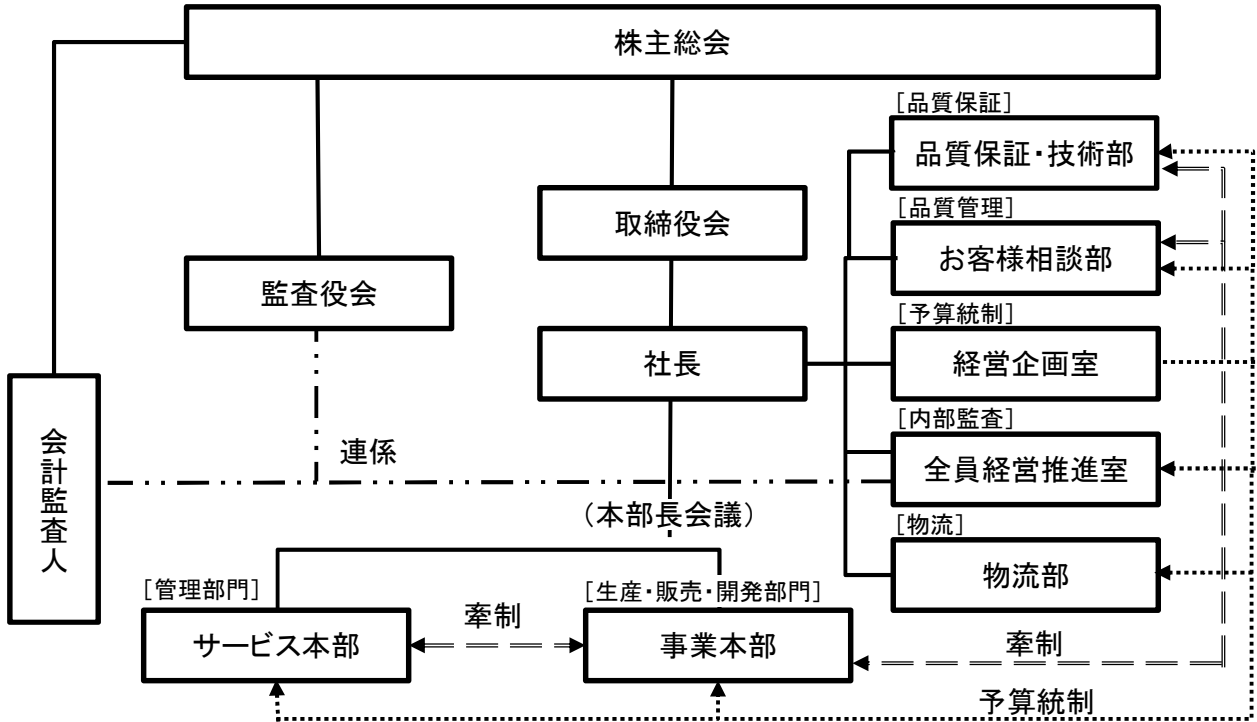 株主総会
[品質保証]
品質保証・技術部
[品質管理]
取締役会
お客様相談部
監査役会
[予算統制]
社長
経営企画室
[内部監査]
会計監査人
連係
全員経営推進室
(本部長会議)
[物流]
物流部
[管理部門]
[生産・販売・開発部門]
サービス本部
牽制
事業本部
牽制
予算統制